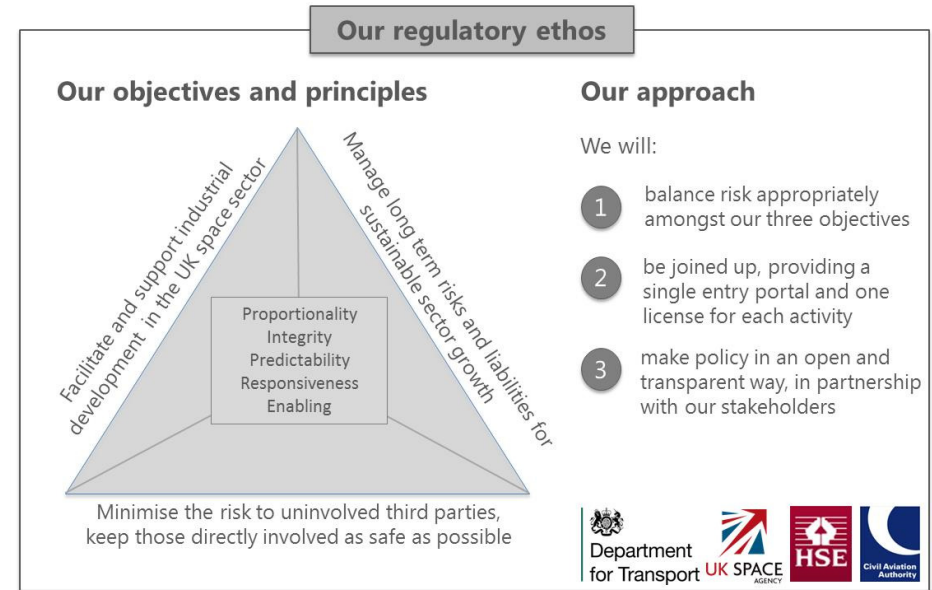 Our regulatory ethos
Our objectives and principles
Facilitate and support industrial
development in the UK space sector
Manage long term risks and liabilities for
sustainable sector growth
Proportionality
Integrity
Predictability
Responsiveness
Enabling
Minimise the risk to uninvolved third parties,
keep those directly involved as safe as possible
Our approach
We will:
1
balance risk appropriately
amongst our three objectives
2
be joined up, providing a
single entry portal and one
license for each activity
3
make policy in an open and
transparent way, in partnership
with our stakeholders
Department
for Transport
UK SPACE
AGENCY
HSE
Civil Aviation
Authority